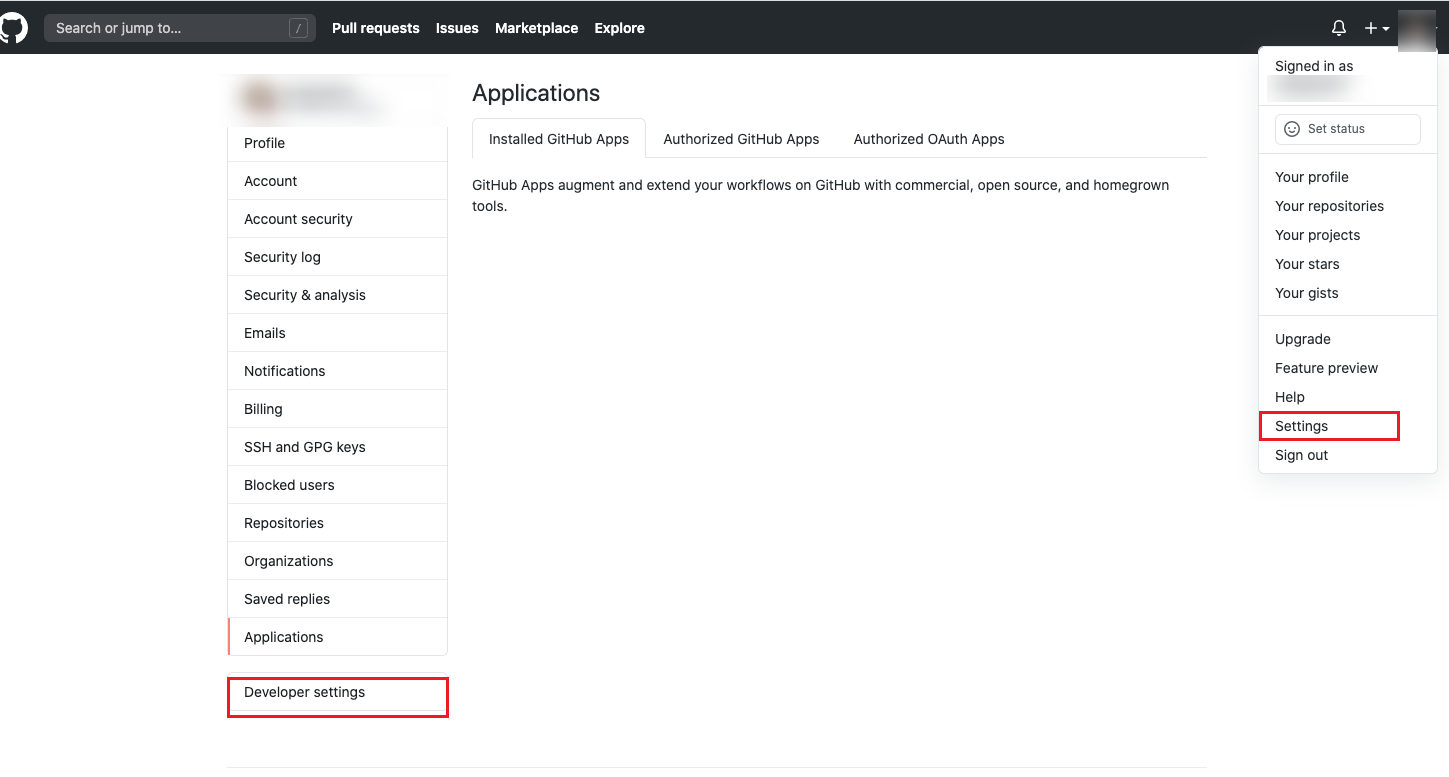 Search or jump to...
/
Pull requests
Issues
Marketplace
Explore
Signed in as
Set status
Your profile
Your repositories
Your projects
Your stars
Your gists
Upgrade
Feature preview
Help
Settings
Sign out
Profile
Account
Account security
Security log
Security & analysis
Emails
Notifications
Billing
SSH and GPG keys
Blocked users
Repositories
Organizations
Saved replies
Applications
Developer settings
Applications
Installed GitHub Apps
Authorized GitHub Apps
Authorized OAuth Apps
GitHub Apps augment and extend your workflows on GitHub with commercial, open source, and homegrown
tools.